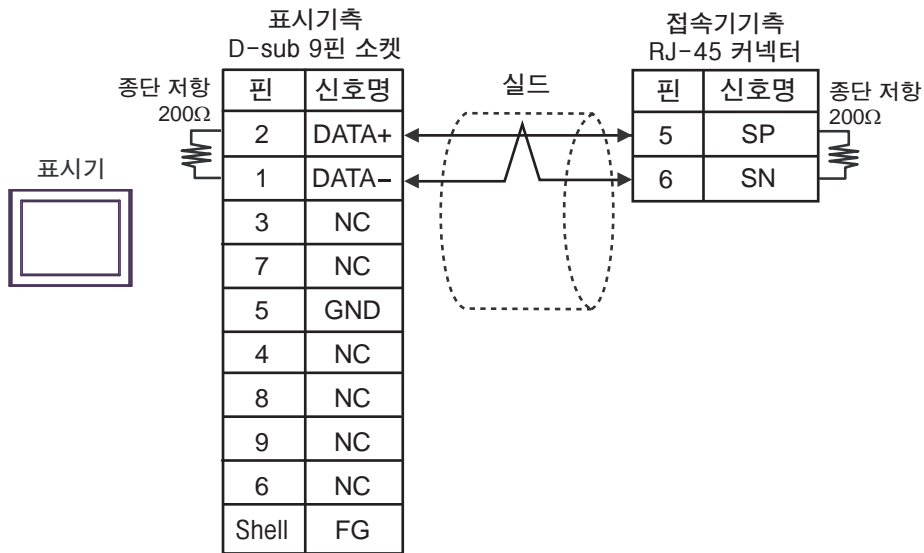 표시기측
D-sub 9핀 소켓
접속기기측
RJ-45 커넥터
종단 저항
200Ω
핀 신호명
실드
핀 신호명
종단 저항
200Ω
2 DATA+
5 SP
표시기
1 DATA-
6 SN
3 NC
7 NC
5 GND
4 NC
8 NC
9 NC
6 NC
Shell FG